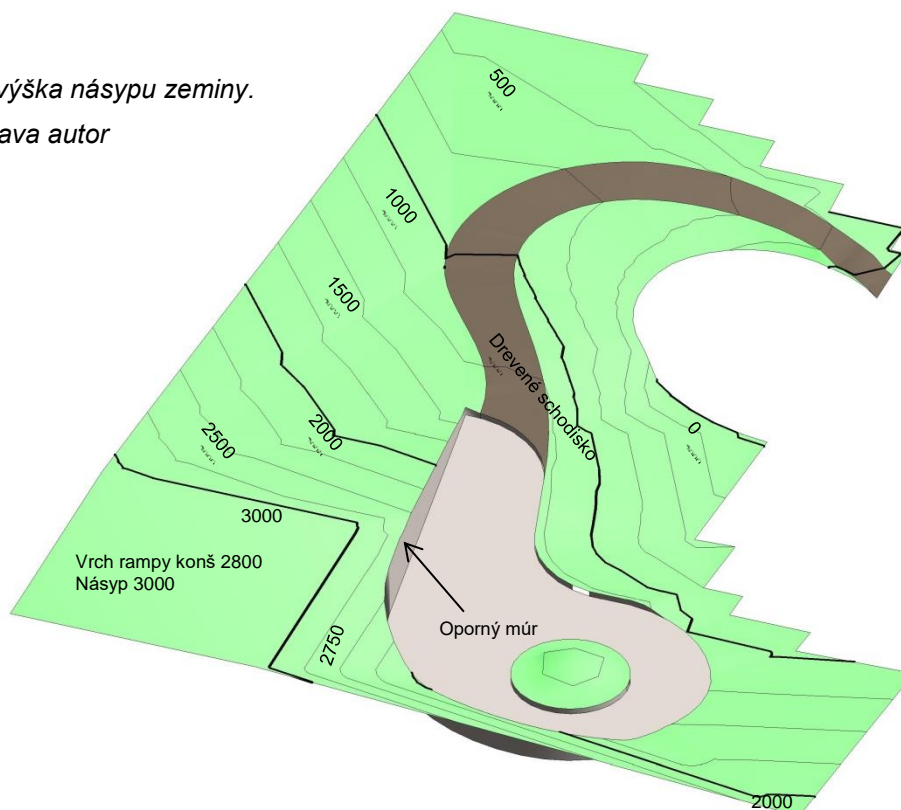 výška násypu zeminy.
ava autor
500
1000
1500
Drevené schodisko
0
2000
2500
3000
Vrch rampy konš 2800
Násyp 3000
Oporný múr
2750
2000